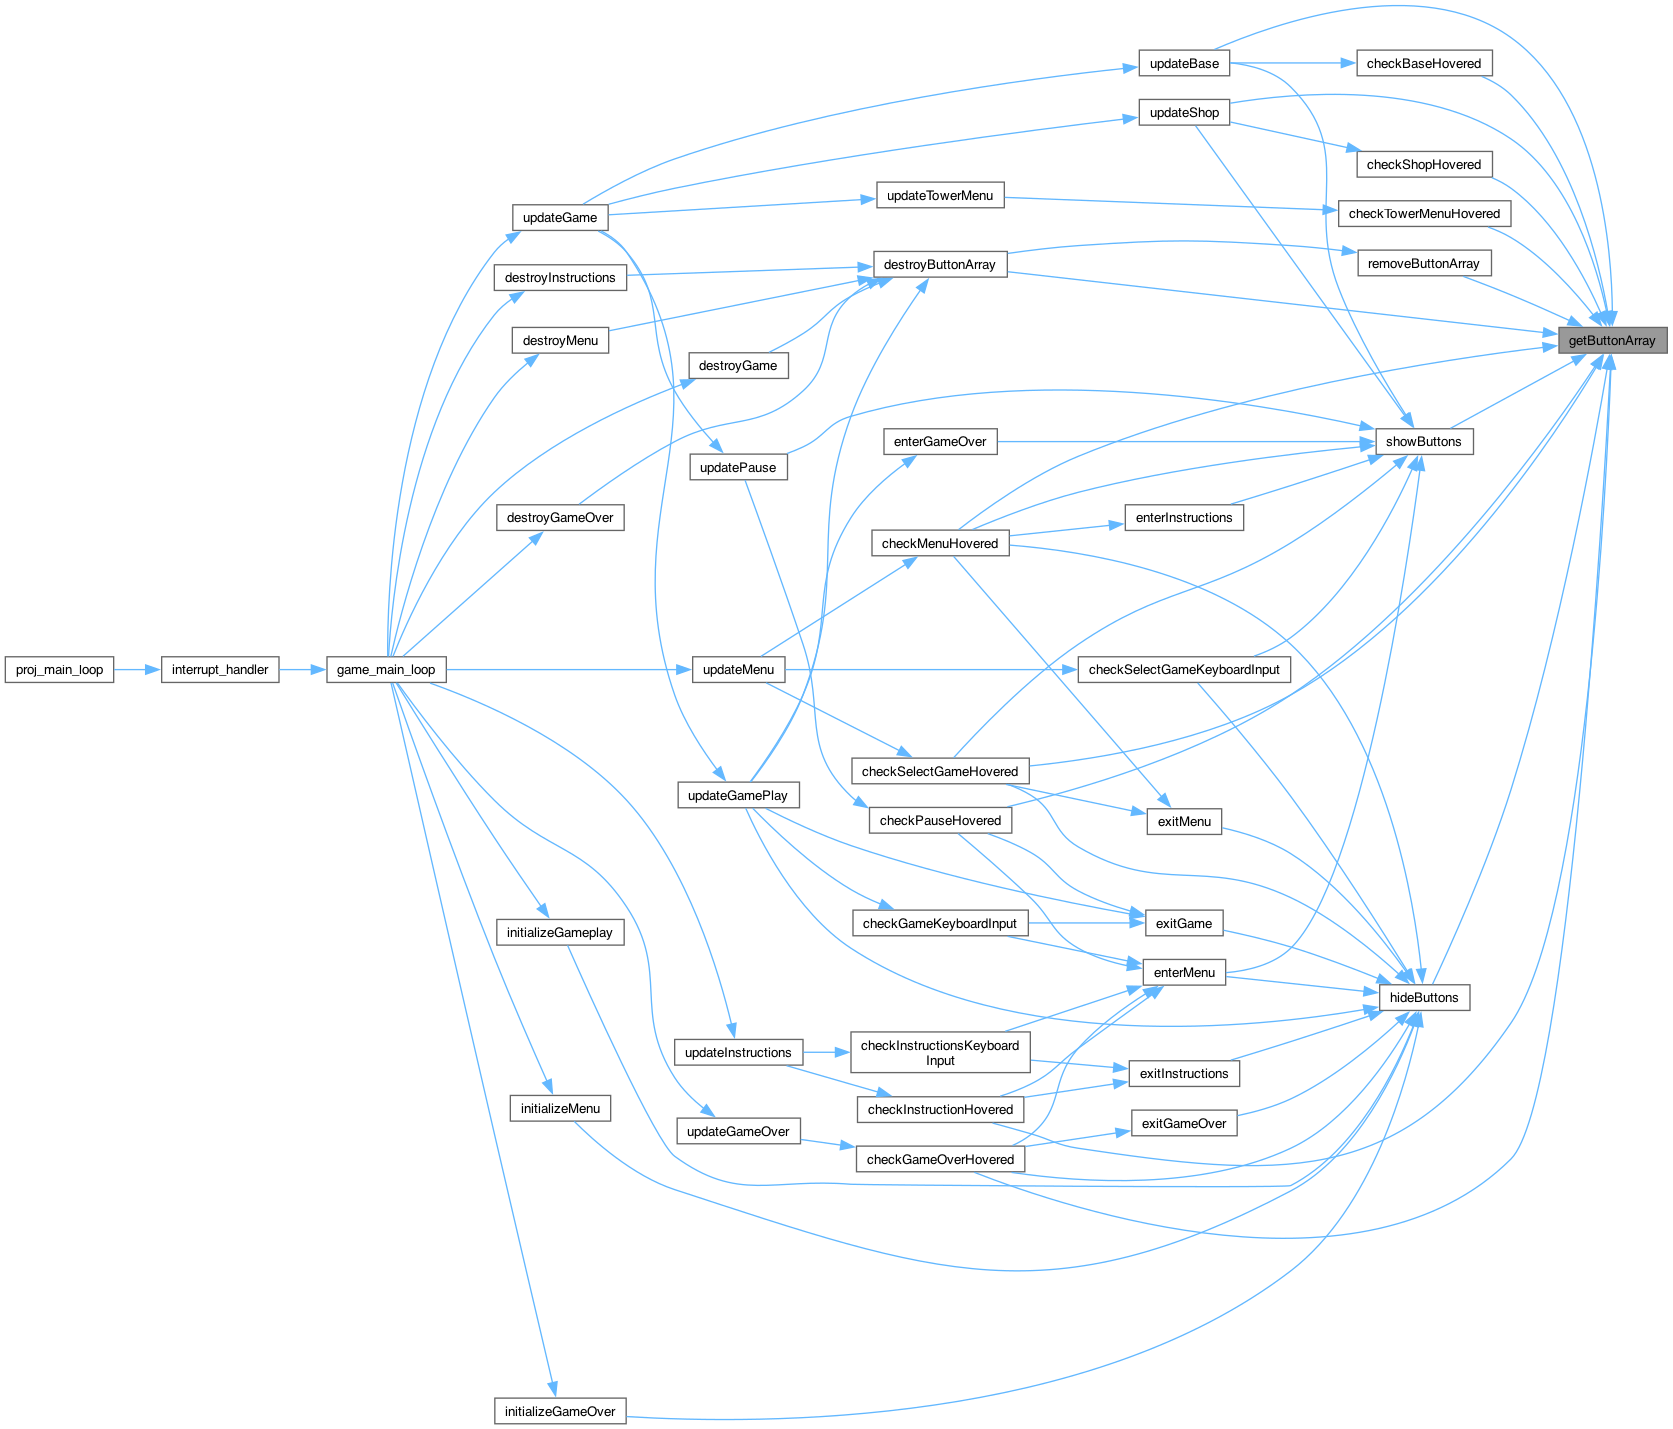 updateBase
checkBaseHovered
updateShop
checkShopHovered
updateTowerMenu
checkTowerMenuHovered
updateGame
destroyButtonArray
removeButtonArray
destroyInstructions
destroyMenu
getButtonArray
destroyGame
enterGameOver
showButtons
updatePause
destroyGameOver
enterInstructions
checkMenuHovered
proj_main_loop
interrupt_handler
game_main_loop
updateMenu
checkSelectGameKeyboardInput
checkSelectGameHovered
updateGamePlay
checkPauseHovered
exitMenu
initializeGameplay
checkGameKeyboardInput
exitGame
enterMenu
hideButtons
updateInstructions
checkInstructionsKeyboard
Input
exitInstructions
initializeMenu
checkInstructionHovered
updateGameOver
exitGameOver
checkGameOverHovered
initializeGameOver